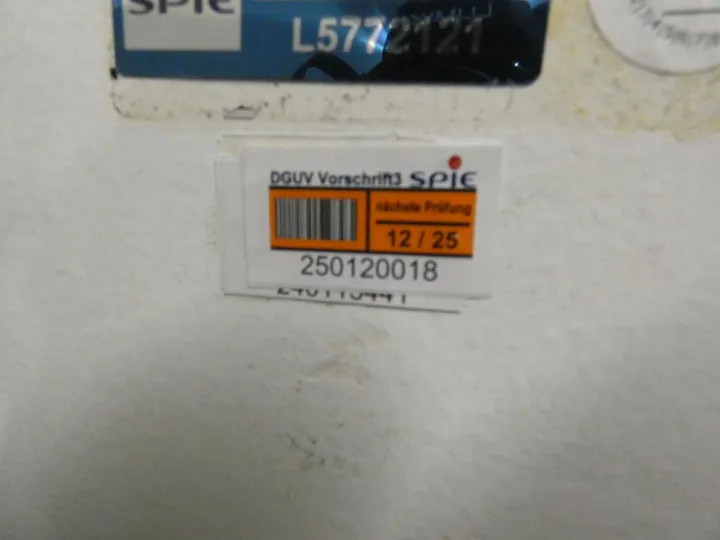 SPIE
L5772121
DGUV Vorschrift3 SPIE
nächste Prüfung
12 / 25
250120018